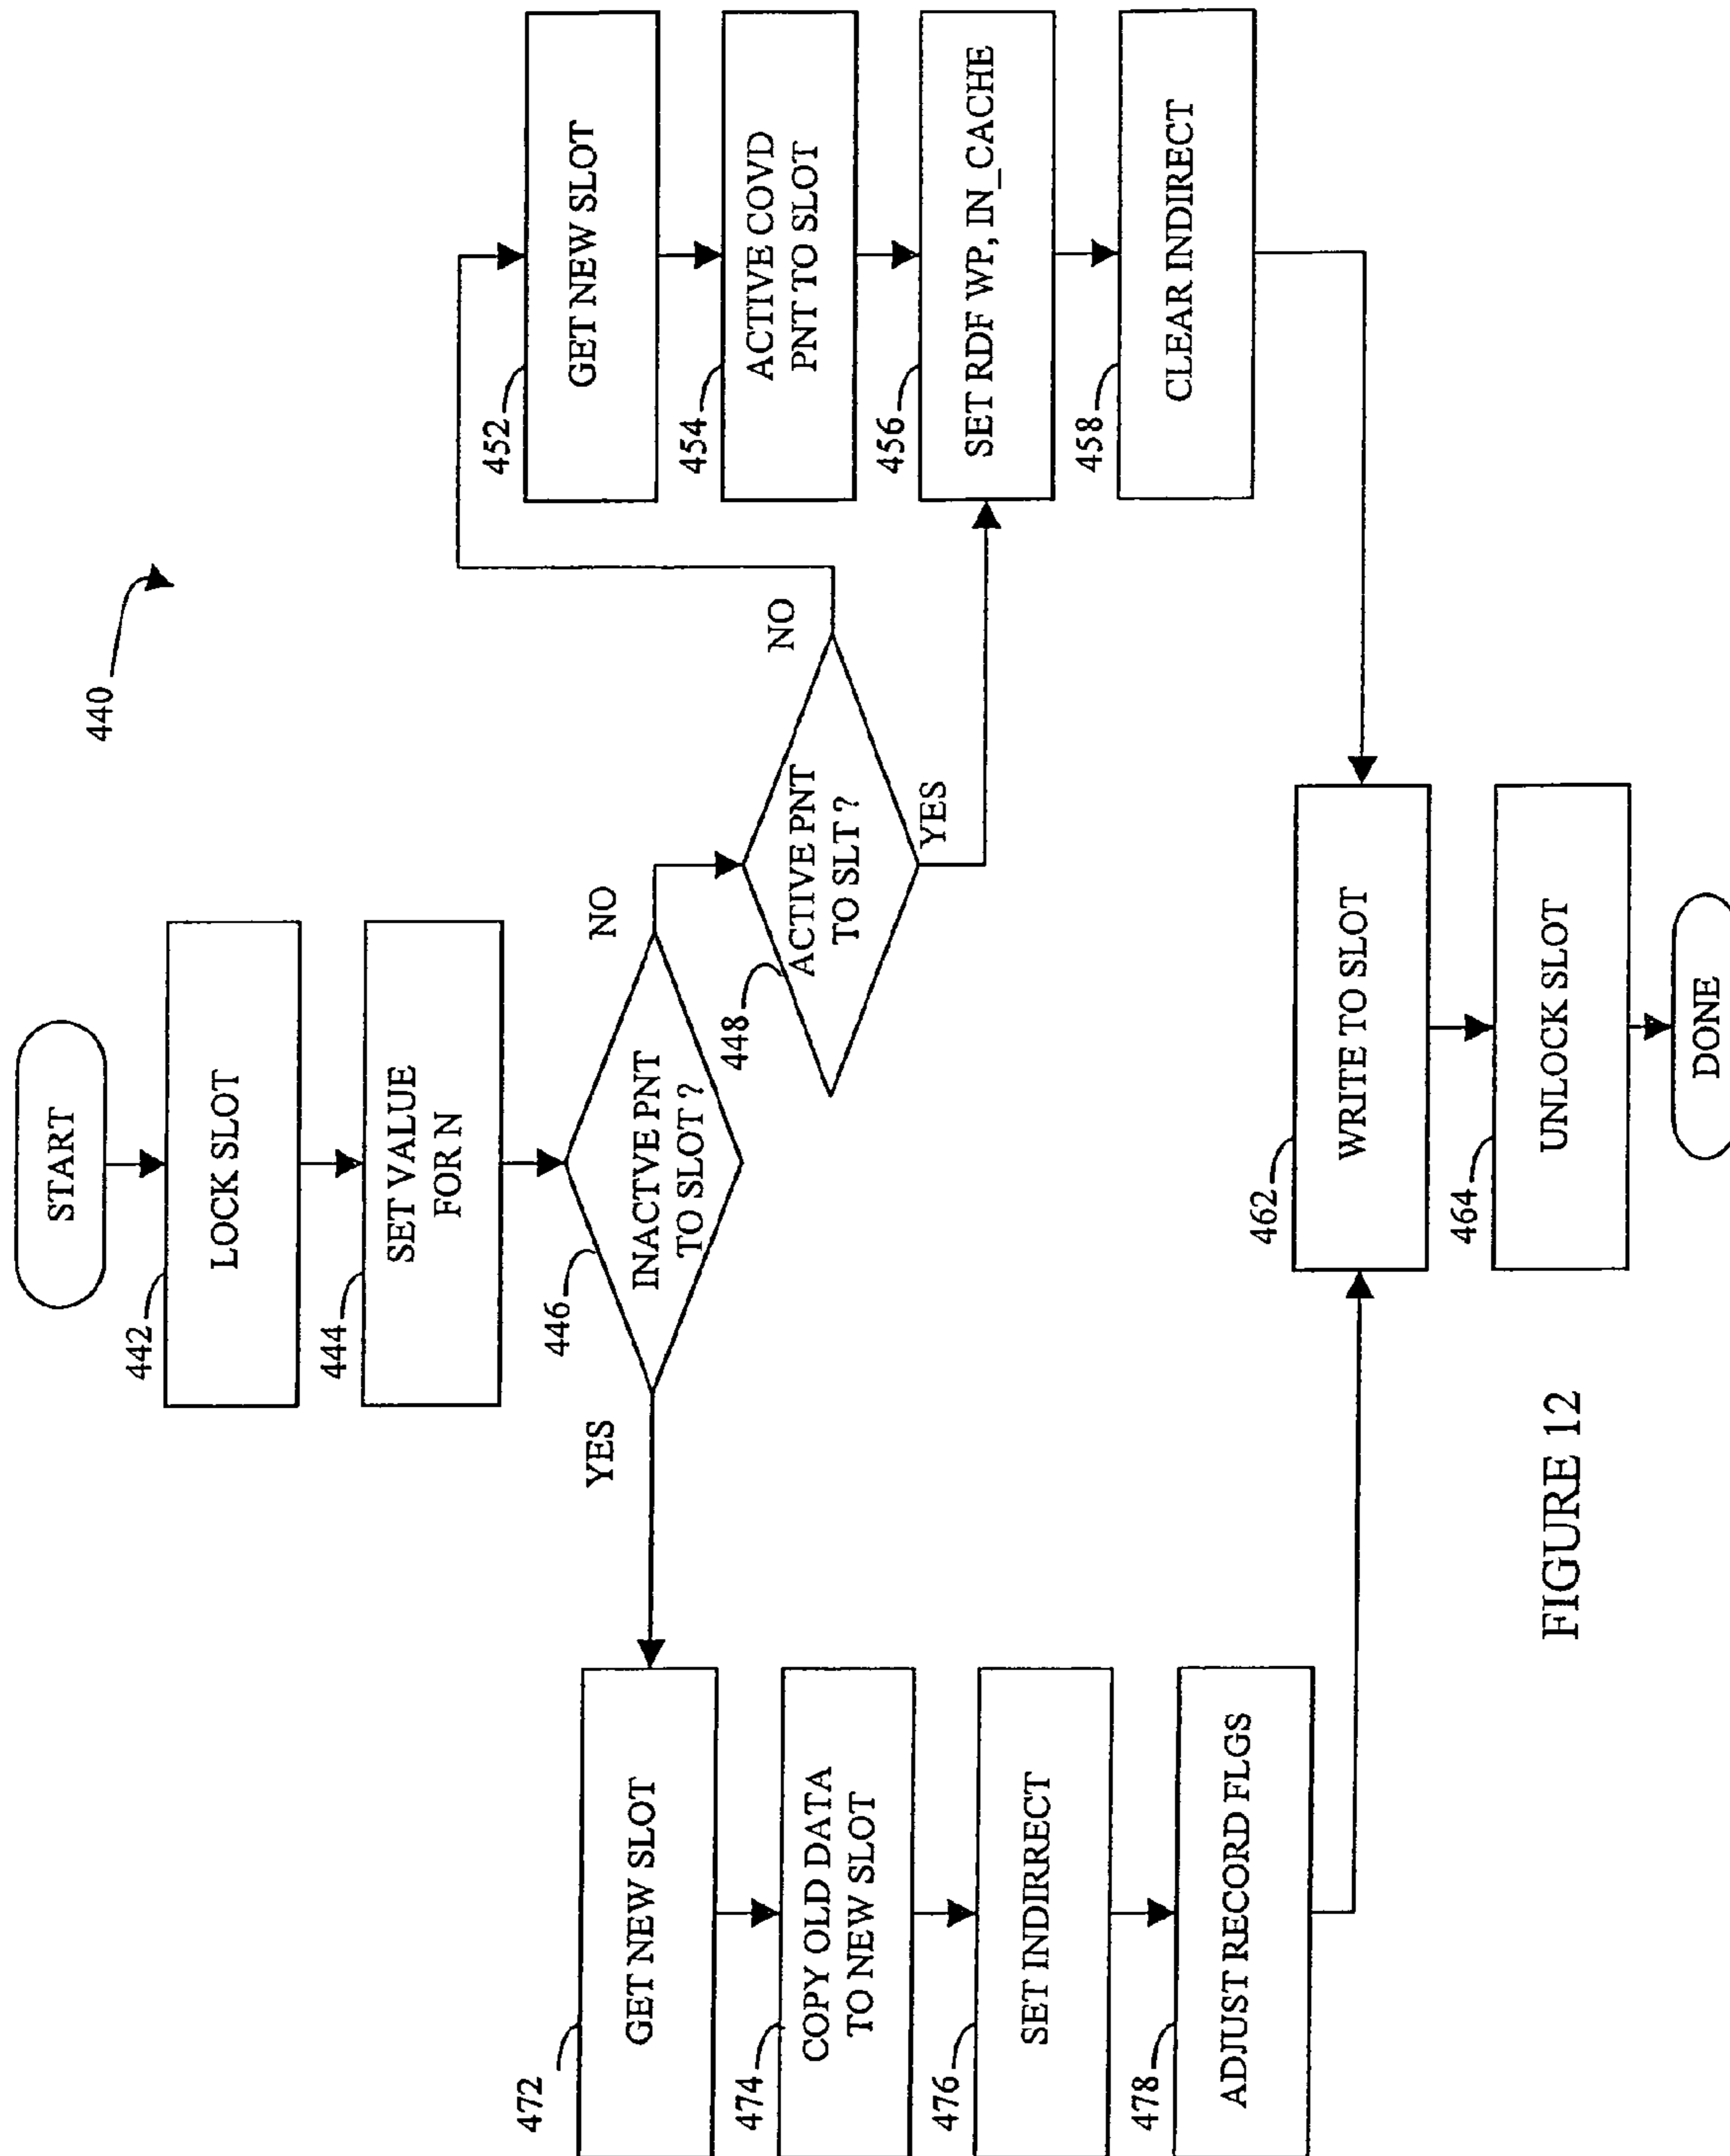 440
START
442
LOCK SLOT
444
SET VALUE
FOR N
446
INACTVE PNT
TO SLOT ?
YES
NO
448
ACTIVE PNT
TO SLT ?
NO
YES
452
GET NEW SLOT
454
ACTIVE COVD
PNT TO SLOT
456
SET RDF WP, IN_CACHE
458
CLEAR INDIRECT
472
GET NEW SLOT
474
COPY OLD DATA
TO NEW SLOT
476
SET INDIRRECT
478
ADJUST RECORD FLGS
462
WRITE TO SLOT
464
UNLOCK SLOT
DONE
FIGURE 12